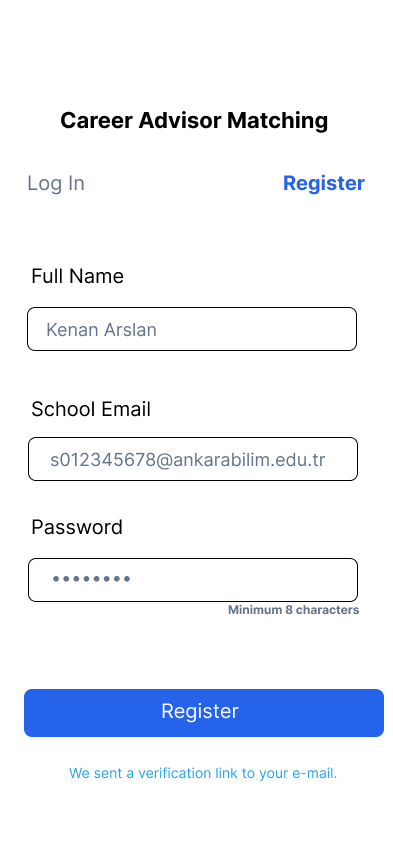 Career Advisor Matching
Log In
Register
Full Name
Kenan Arslan
School Email
s012345678@ankarabilim.edu.tr
Password
••••••••
Minimum 8 characters
Register
We sent a verification link to your e-mail.